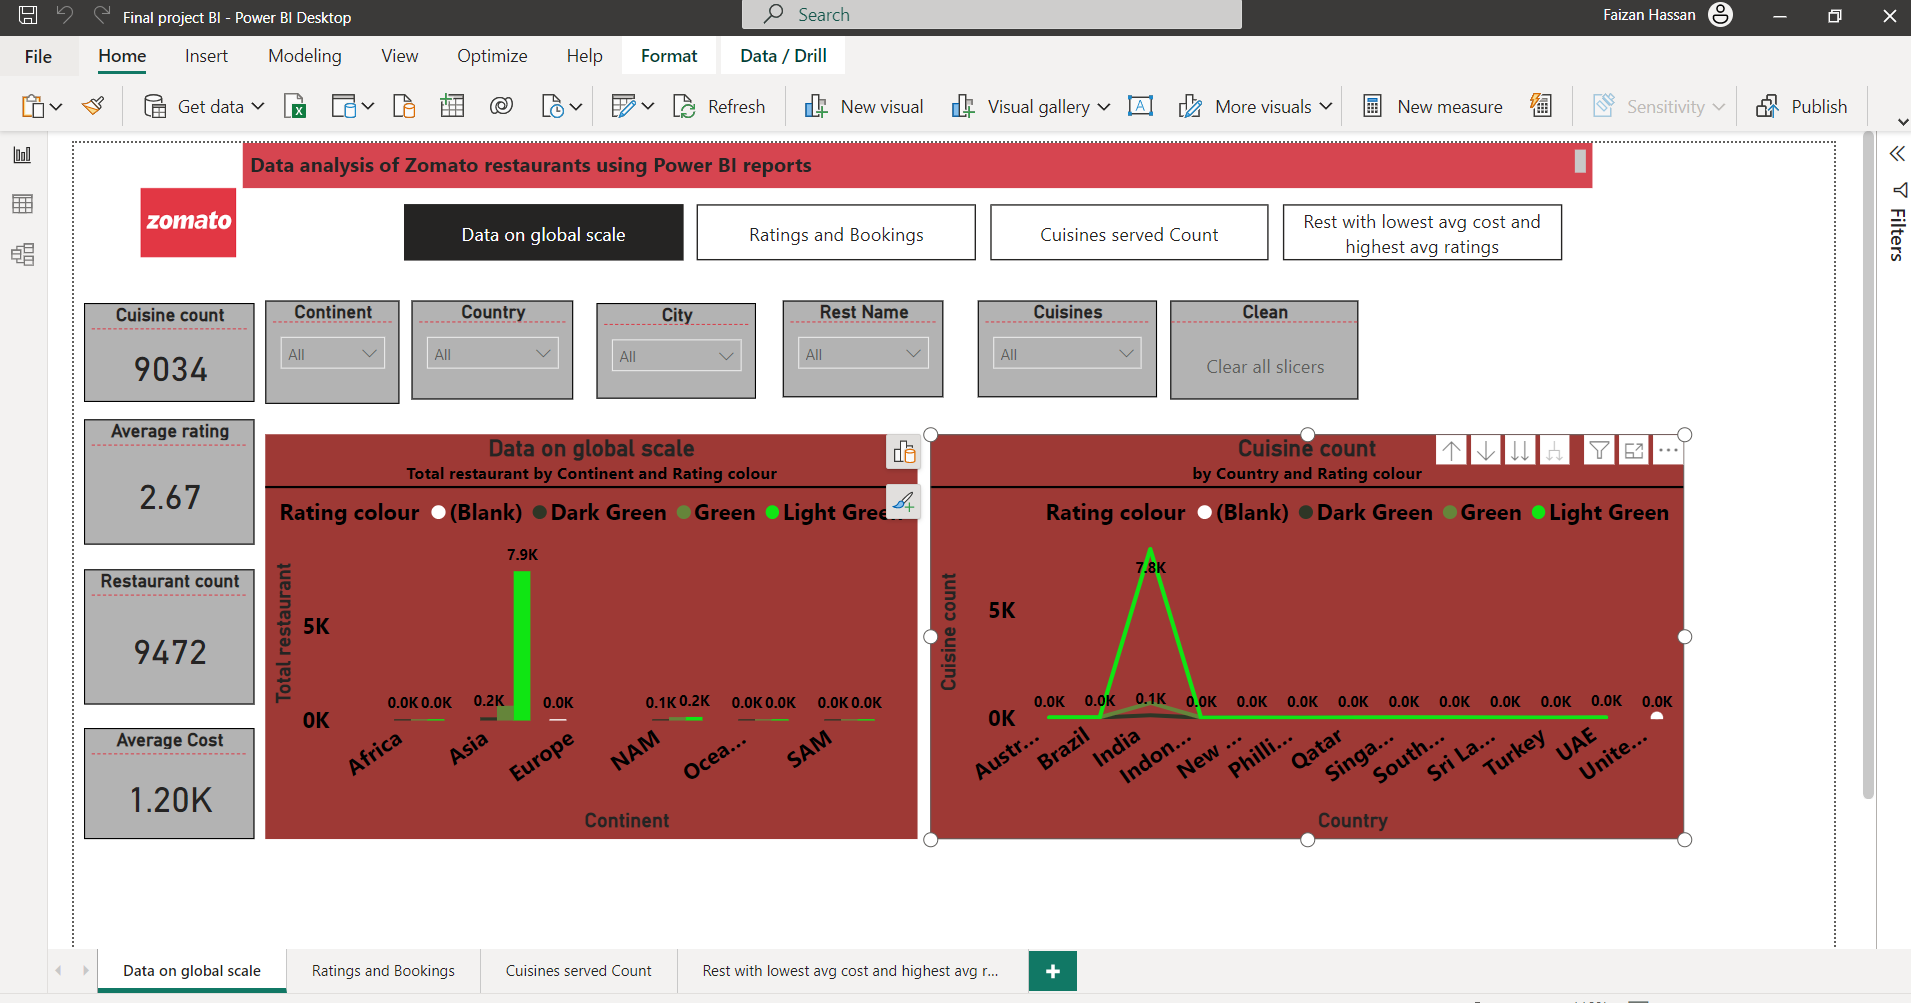 Final project BI - Power BI Desktop
Search
Faizan Hassan
File
Home
Insert
Modeling
View
Optimize
Help
Format
Data / Drill
Get data
Refresh
New visual
Visual gallery
A
More visuals
New measure
Sensitivity
Publish
Data analysis of Zomato restaurants using Power BI reports
zomato
Data on global scale
Ratings and Bookings
Cuisines served Count
Rest with lowest avg cost and
highest avg ratings
Filters
Cuisine count
9034
Continent
All
Country
All
City
All
Rest Name
All
Cuisines
All
Clean
Clear all slicers
Average rating
2.67
Restaurant count
9472
Average Cost
1.20K
Data on global scale
Total restaurant by Continent and Rating colour
Rating colour (Blank) Dark Green Green Light Gree
Total restaurant
5K
0K
7.9K
0.0K 0.0K 0.2K 0.0K 0.1K 0.2K 0.0K 0.0K 0.0K 0.0K
Africa Asia Europe NAM Ocea... SAM
Continent
Cuisine count
by Country and Rating colour
Rating colour (Blank) Dark Green Green Light Green
Cuisine count
5K
0K
7.8K
0.0K 0.0K 0.1K 0.0K 0.0K 0.0K 0.0K 0.0K 0.0K 0.0K 0.0K 0.0K 0.0K
Austr... Brazil India Indon... New ... Philli... Qatar Singa... South... Sri La... Turkey UAE Unite...
Country
Data on global scale
Ratings and Bookings
Cuisines served Count
Rest with lowest avg cost and highest avg r...